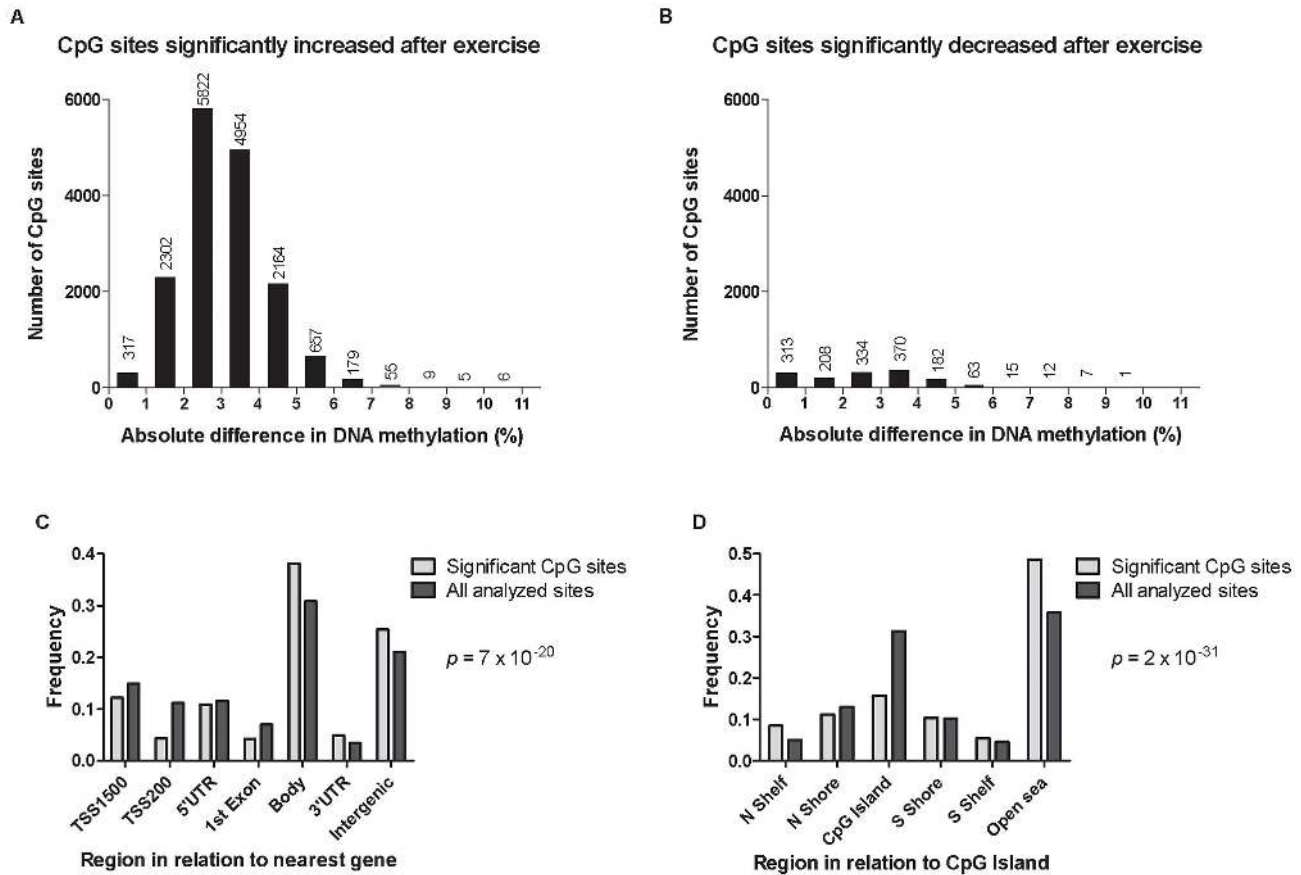 A
CpG sites significantly increased after exercise
Number of CpG sites
6000
4000
2000
0
317
2302
5822
4954
2164
657
179
55
9
5
6
0 1 2 3 4 5 6 7 8 9 10 11
Absolute difference in DNA methylation (%)
B
CpG sites significantly decreased after exercise
Number of CpG sites
6000
4000
2000
0
313
208
334
370
182
63
15
12
7
1
0 1 2 3 4 5 6 7 8 9 10 11
Absolute difference in DNA methylation (%)
C
Frequency
0.4
0.3
0.2
0.1
0.0
Significant CpG sites
All analyzed sites
p = 7 x 10⁻²⁰
TSS1500
TSS200
5'UTR
1st Exon
Body
3'UTR
Intergenic
Region in relation to nearest gene
D
Frequency
0.5
0.4
0.3
0.2
0.1
0.0
Significant CpG sites
All analyzed sites
p = 2 x 10⁻³¹
N Shelf
N Shore
CpG Island
S Shore
S Shelf
Open sea
Region in relation to CpG Island